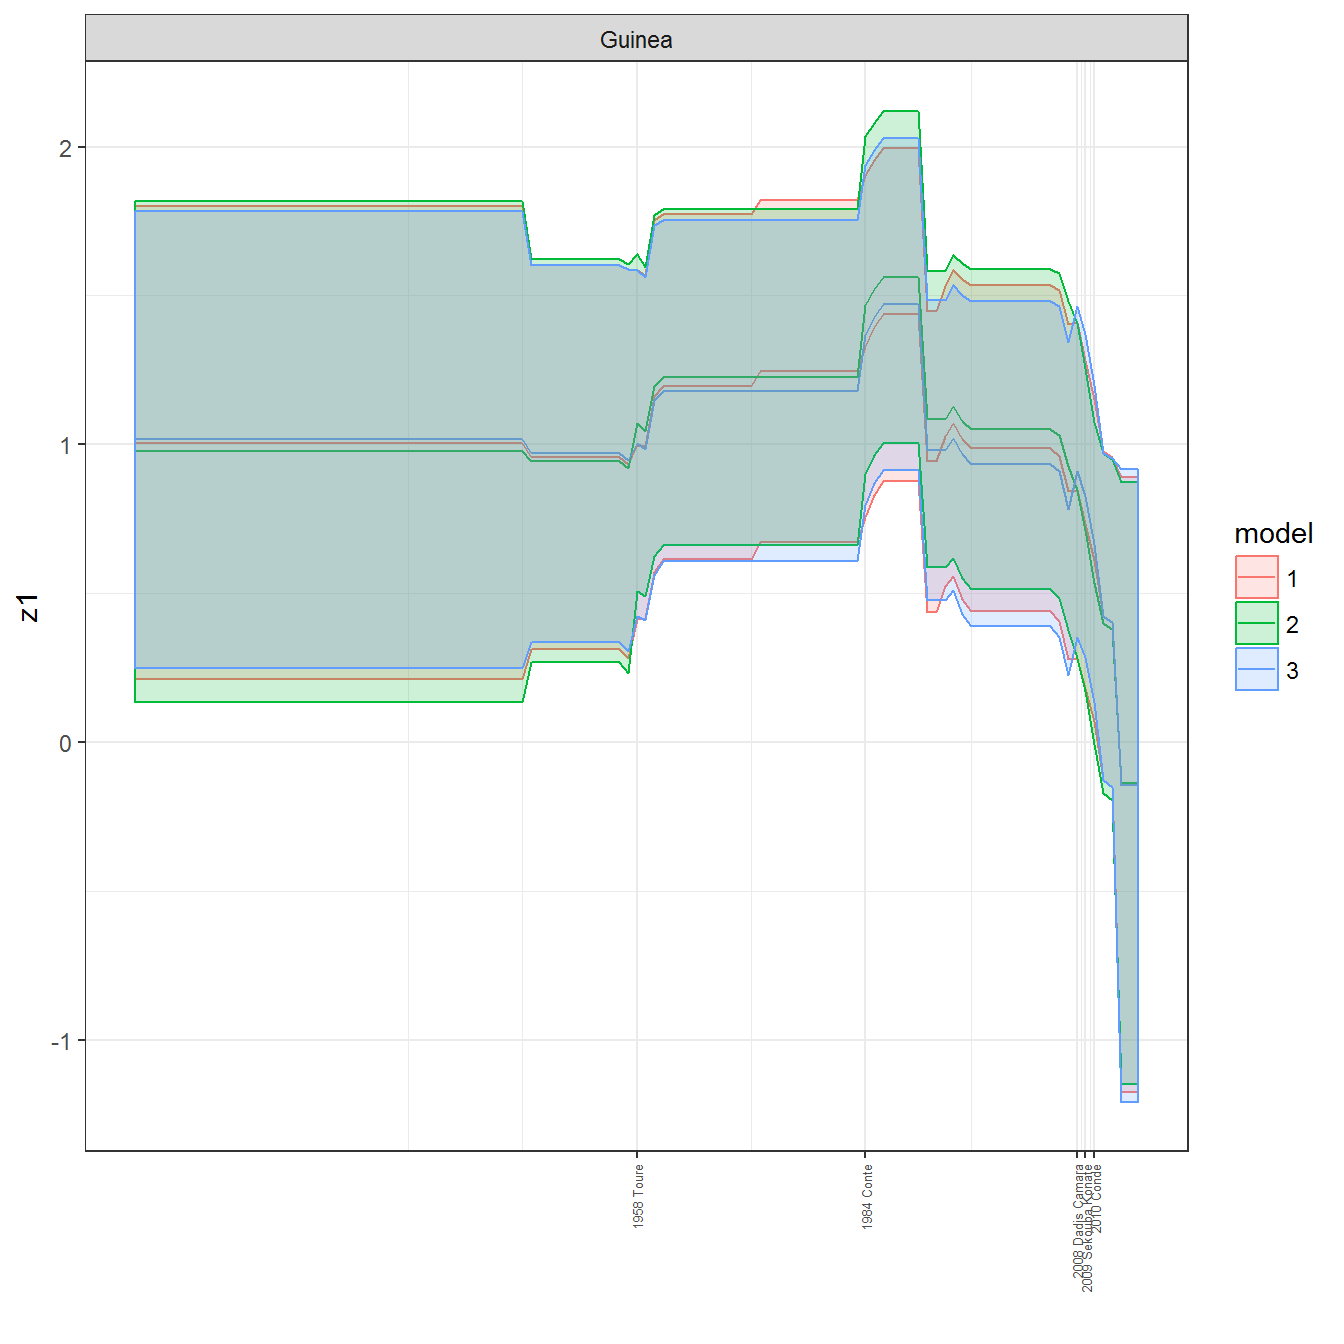 Guinea
2
1
0
-1
z1
1958 Toure
1984 Conte
2008 Dadis Camara
2009 Sekouba Konate
2010 Conde
model
1
2
3